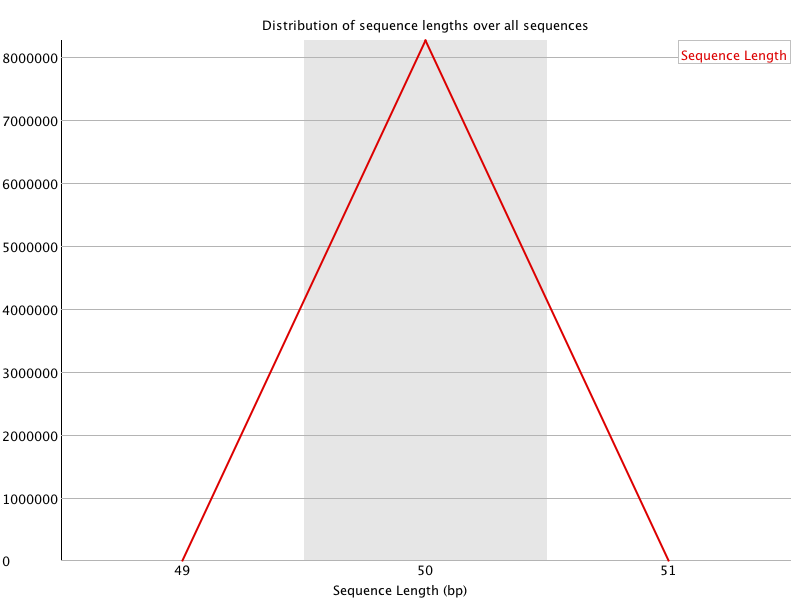 Distribution of sequence lengths over all sequences
Sequence Length
8000000
7000000
6000000
5000000
4000000
3000000
2000000
1000000
0
49 50 51
Sequence Length (bp)